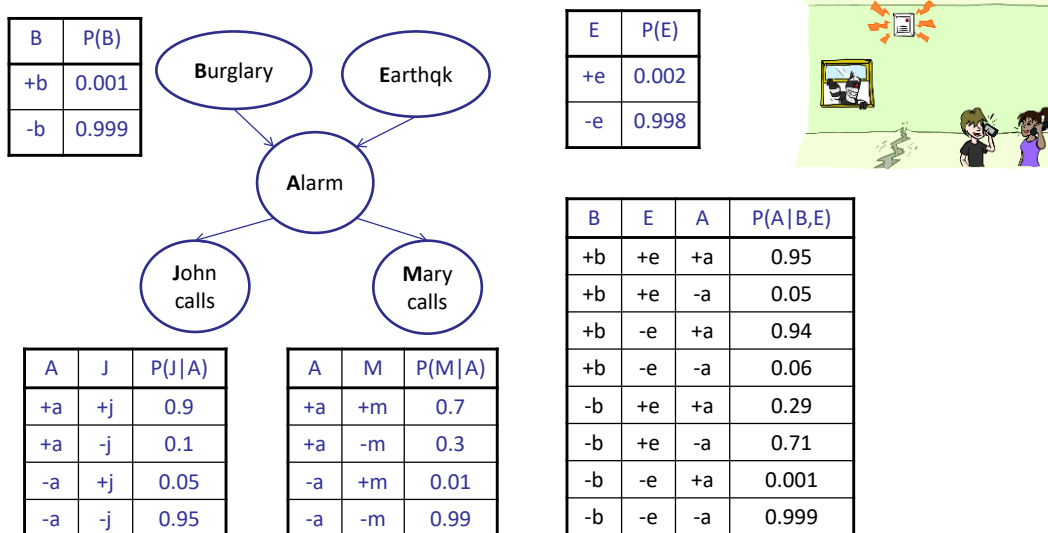 B P(B)
+b 0.001
-b 0.999
Burglary
Earthqk
E P(E)
+e 0.002
-e 0.998
Alarm
John
calls
Mary
calls
A J P(J|A)
+a +j 0.9
+a -j 0.1
-a +j 0.05
-a -j 0.95
A M P(M|A)
+a +m 0.7
+a -m 0.3
-a +m 0.01
-a -m 0.99
B E A P(A|B,E)
+b +e +a 0.95
+b +e -a 0.05
+b -e +a 0.94
+b -e -a 0.06
-b +e +a 0.29
-b +e -a 0.71
-b -e +a 0.001
-b -e -a 0.999